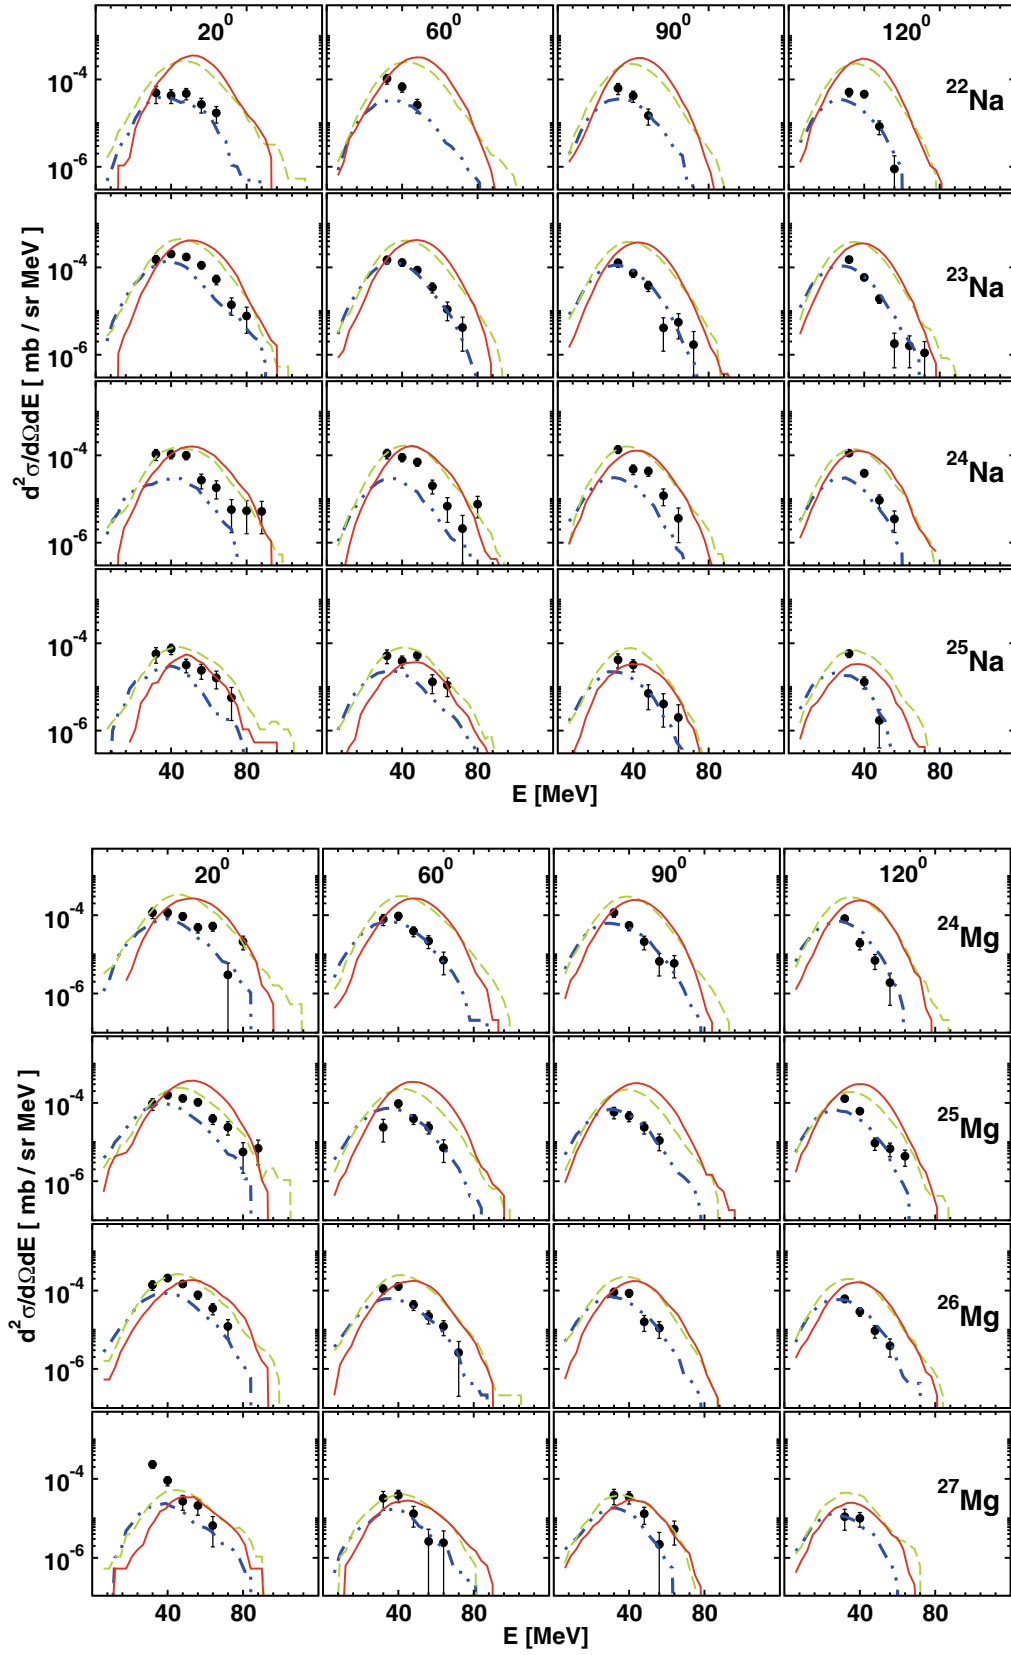 20⁰ 60⁰ 90⁰ 120⁰
10⁻⁴ ²²Na
10⁻⁶
10⁻⁴ ²³Na
10⁻⁶
10⁻⁴ ²⁴Na
10⁻⁶
10⁻⁴ ²⁵Na
10⁻⁶
d²σ/dΩdE [ mb / sr MeV ]
40 80 40 80 40 80 40 80
E [MeV]
20⁰ 60⁰ 90⁰ 120⁰
10⁻⁴ ²⁴Mg
10⁻⁶
10⁻⁴ ²⁵Mg
10⁻⁶
10⁻⁴ ²⁶Mg
10⁻⁶
10⁻⁴ ²⁷Mg
10⁻⁶
d²σ/dΩdE [ mb / sr MeV ]
40 80 40 80 40 80 40 80
E [MeV]